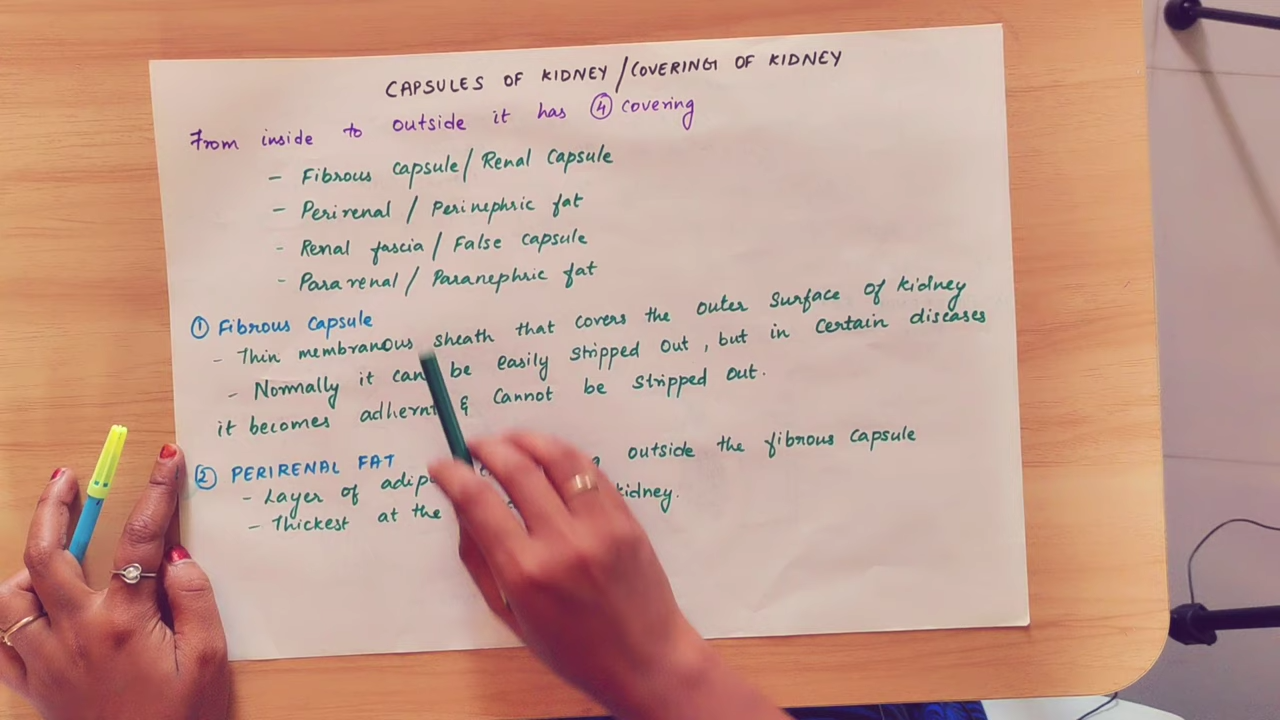 CAPSULES OF KIDNEY / COVERING OF KIDNEY
From inside to outside it has ④ covering
- Fibrous capsule / Renal Capsule
- Perirenal / Perinephric fat
- Renal fascia / False capsule
- Pararenal / Paranephric fat
① Fibrous Capsule
- Thin membranous sheath that covers the outer surface of kidney
- Normally it can be easily stripped out, but in certain diseases
it becomes adhernt & Cannot be stripped out.
② PERIRENAL FAT
- Layer of outside the fibrous capsule
- Thickest at the kidney.